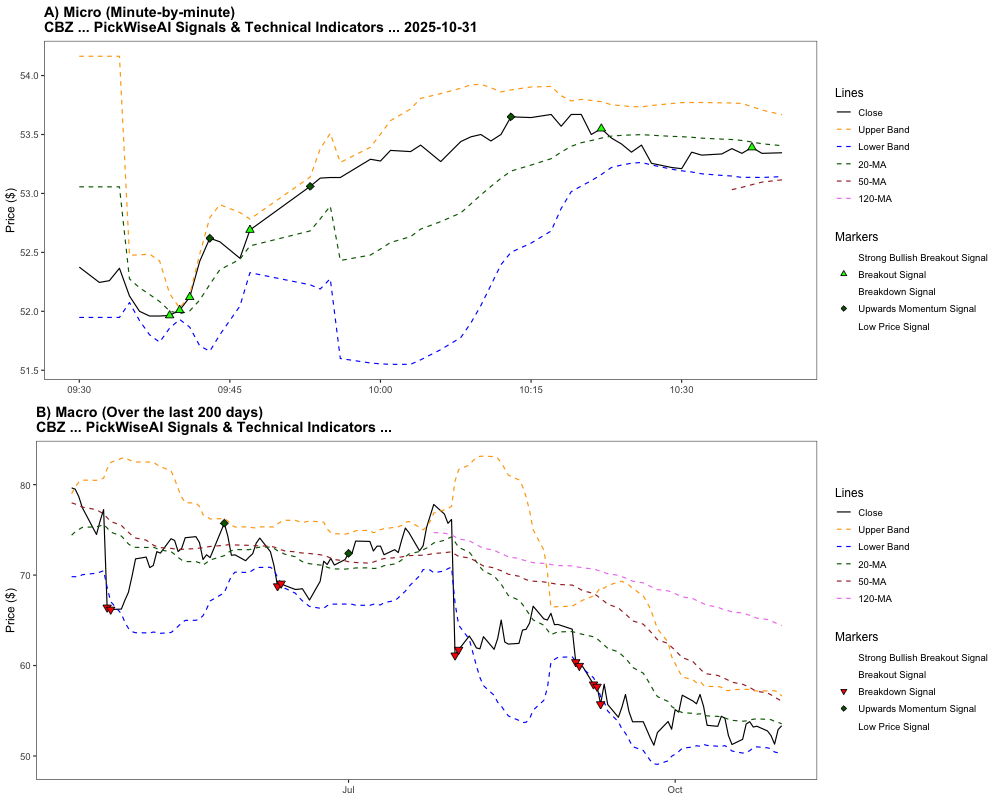 A) Micro (Minute-by-minute)
CBZ ... PickWiseAI Signals & Technical Indicators ... 2025-10-31
Price ($)
54.0
53.5
53.0
52.5
52.0
51.5
09:30
09:45
10:00
10:15
10:30
Lines
Close
Upper Band
Lower Band
20-MA
50-MA
120-MA
Markers
Strong Bullish Breakout Signal
Breakout Signal
Breakdown Signal
Upwards Momentum Signal
Low Price Signal
B) Macro (Over the last 200 days)
CBZ ... PickWiseAI Signals & Technical Indicators ...
Price ($)
80
70
60
50
Jul
Oct
Lines
Close
Upper Band
Lower Band
20-MA
50-MA
120-MA
Markers
Strong Bullish Breakout Signal
Breakout Signal
Breakdown Signal
Upwards Momentum Signal
Low Price Signal